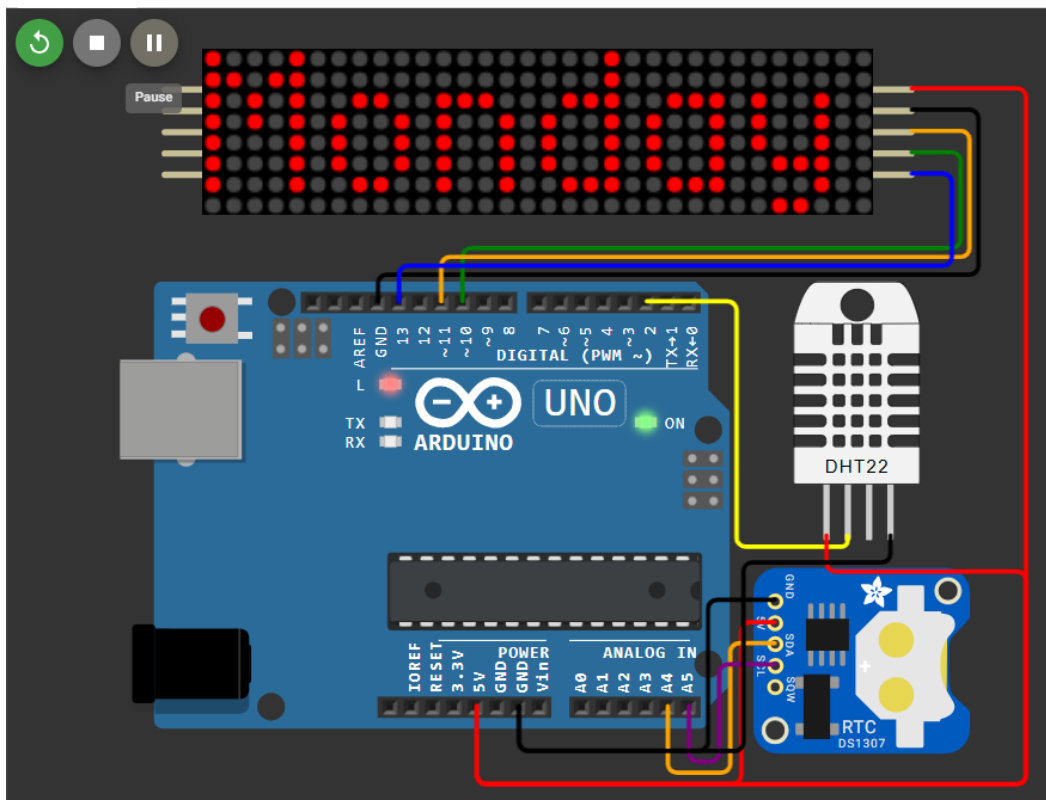 Pause
Monday
AREF
GND
13
12
~11
~10
~9
8
7
~6
~5
4
~3
2
TX→1
RX←0
DIGITAL (PWM ~)
L
TX
RX
UNO
ON
ARDUINO
DHT22
IOREF
RESET
3.3V
5V
GND
GND
Vin
POWER
ANALOG IN
A0
A1
A2
A3
A4
A5
GND
5V
SDA
SCL
SQW
RTC
DS1307